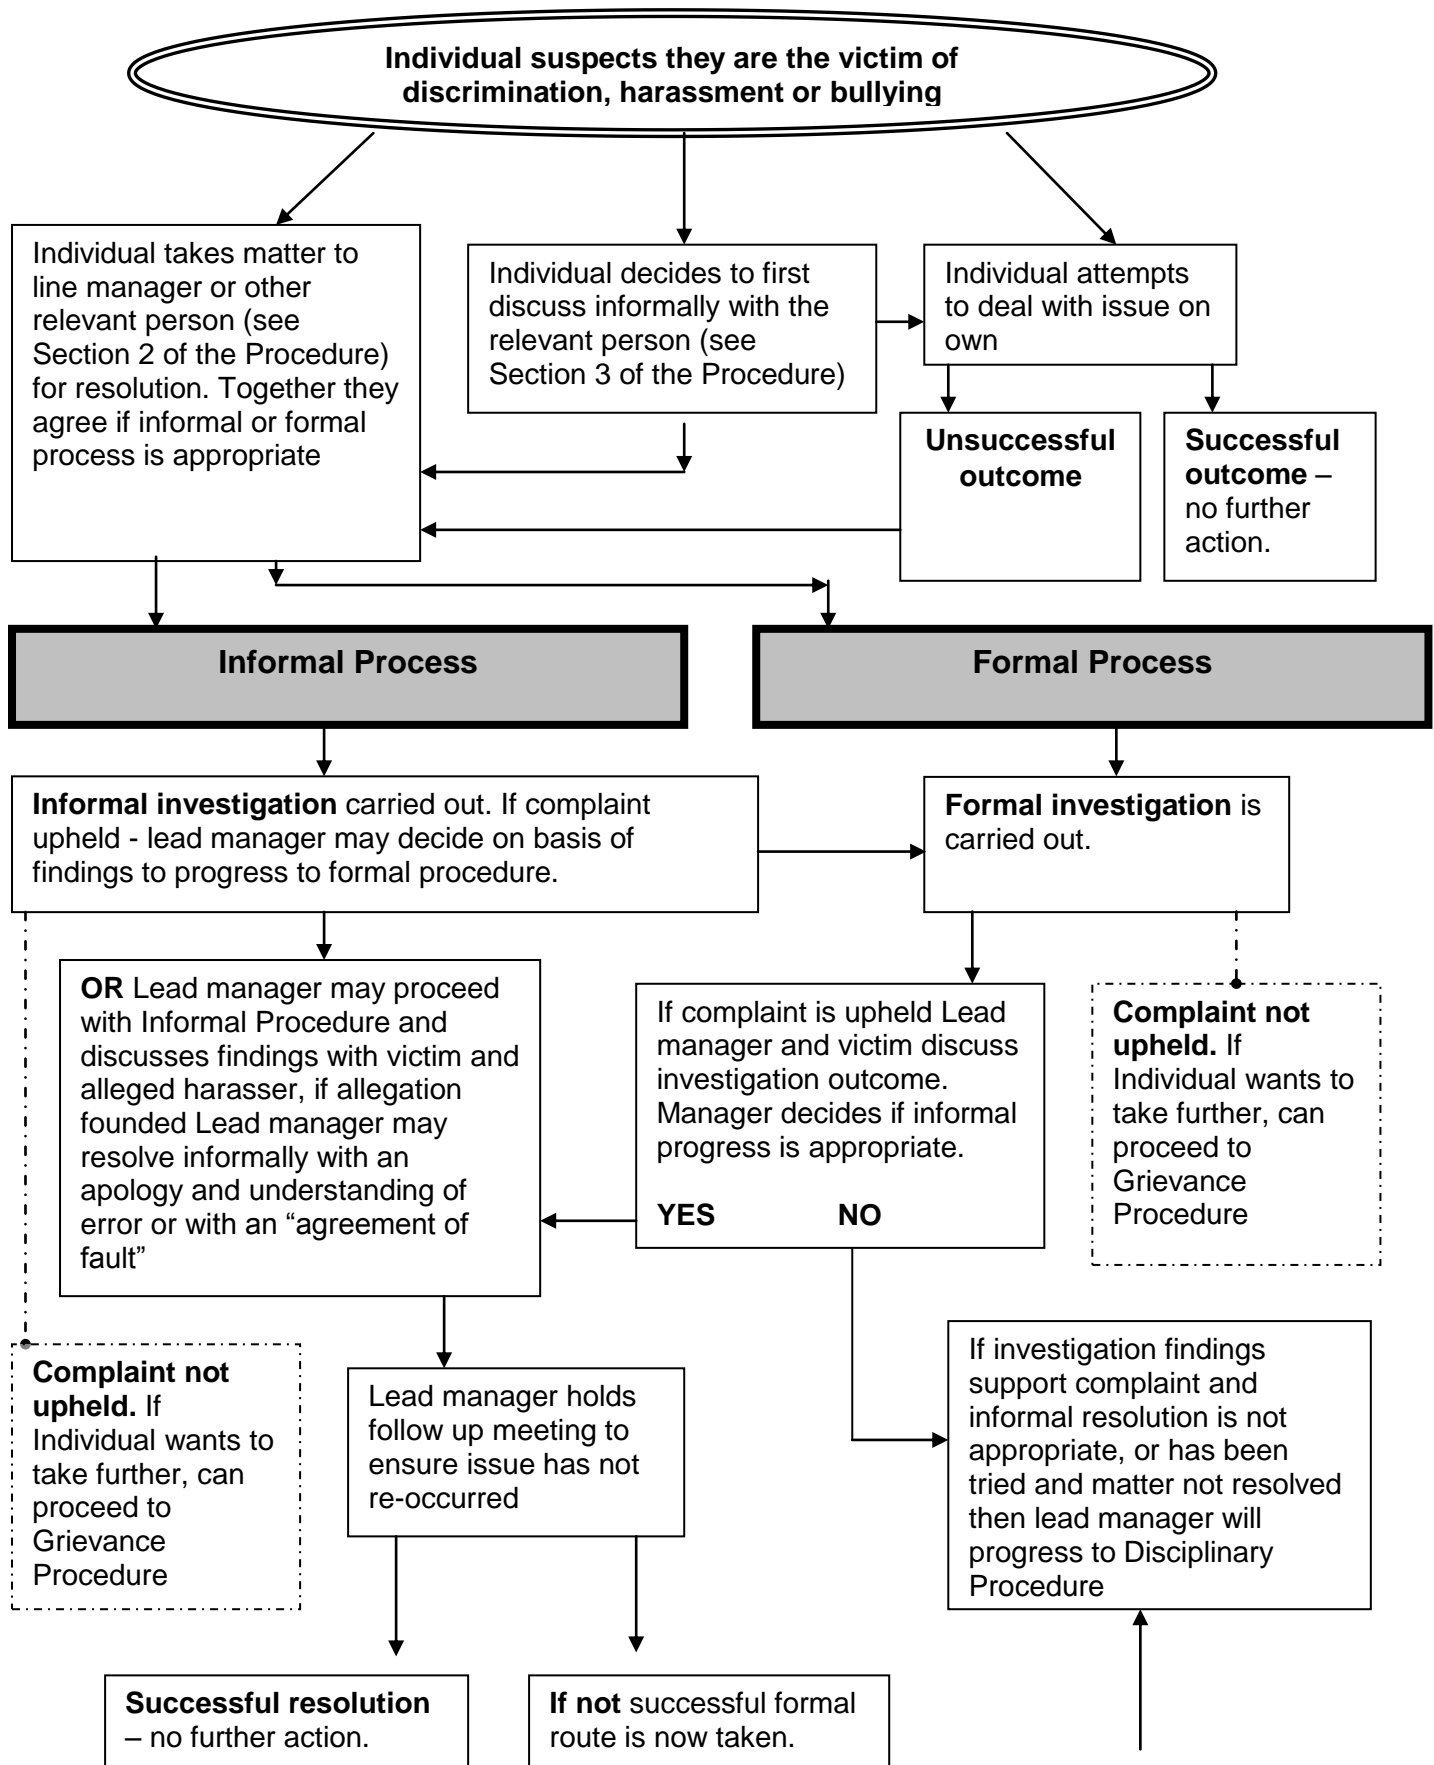 Individual suspects they are the victim of
discrimination, harassment or bullying
Individual takes matter to
line manager or other
relevant person (see
Section 2 of the Procedure)
for resolution. Together they
agree if informal or formal
process is appropriate
Individual decides to first
discuss informally with the
relevant person (see
Section 3 of the Procedure)
Individual attempts
to deal with issue on
own
Unsuccessful
outcome
Successful
outcome –
no further
action.
Informal Process
Formal Process
Informal investigation carried out. If complaint
upheld - lead manager may decide on basis of
findings to progress to formal procedure.
Formal investigation is
carried out.
OR Lead manager may proceed
with Informal Procedure and
discusses findings with victim and
alleged harasser, if allegation
founded Lead manager may
resolve informally with an
apology and understanding of
error or with an “agreement of
fault”
If complaint is upheld Lead
manager and victim discuss
investigation outcome.
Manager decides if informal
progress is appropriate.
YES NO
Complaint not
upheld. If
Individual wants to
take further, can
proceed to
Grievance
Procedure
Complaint not
upheld. If
Individual wants to
take further, can
proceed to
Grievance
Procedure
Lead manager holds
follow up meeting to
ensure issue has not
re-occurred
If investigation findings
support complaint and
informal resolution is not
appropriate, or has been
tried and matter not resolved
then lead manager will
progress to Disciplinary
Procedure
Successful resolution
– no further action.
If not successful formal
route is now taken.